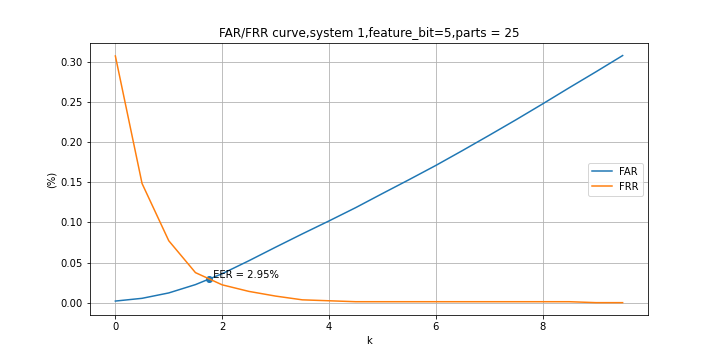 FAR/FRR curve,system 1,feature_bit=5,parts = 25
0.30
0.25
0.20
0.15
0.10
0.05
0.00
(%)
FAR
FRR
EER = 2.95%
0 2 4 6 8
k